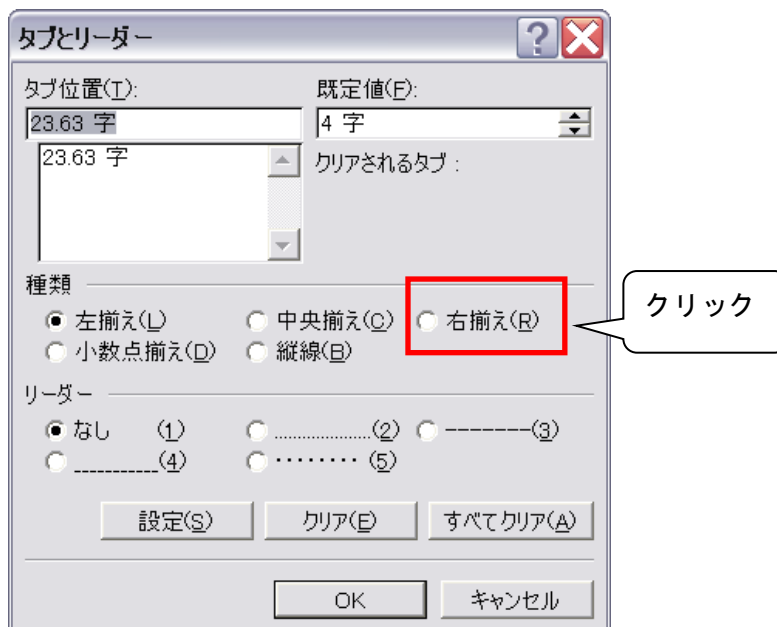 タブとリーダー
タブ位置(T): 既定値(F):
23.63 字 4 字
23.63 字 クリアされるタブ :
種類
左揃え(L) 中央揃え(C) 右揃え(R)
クリック
小数点揃え(D) 縦線(B)
リーダー
なし (1) ....................(2) -------(3)
___________(4) ・・・・・・・・ (5)
設定(S) クリア(E) すべてクリア(A)
OK キャンセル